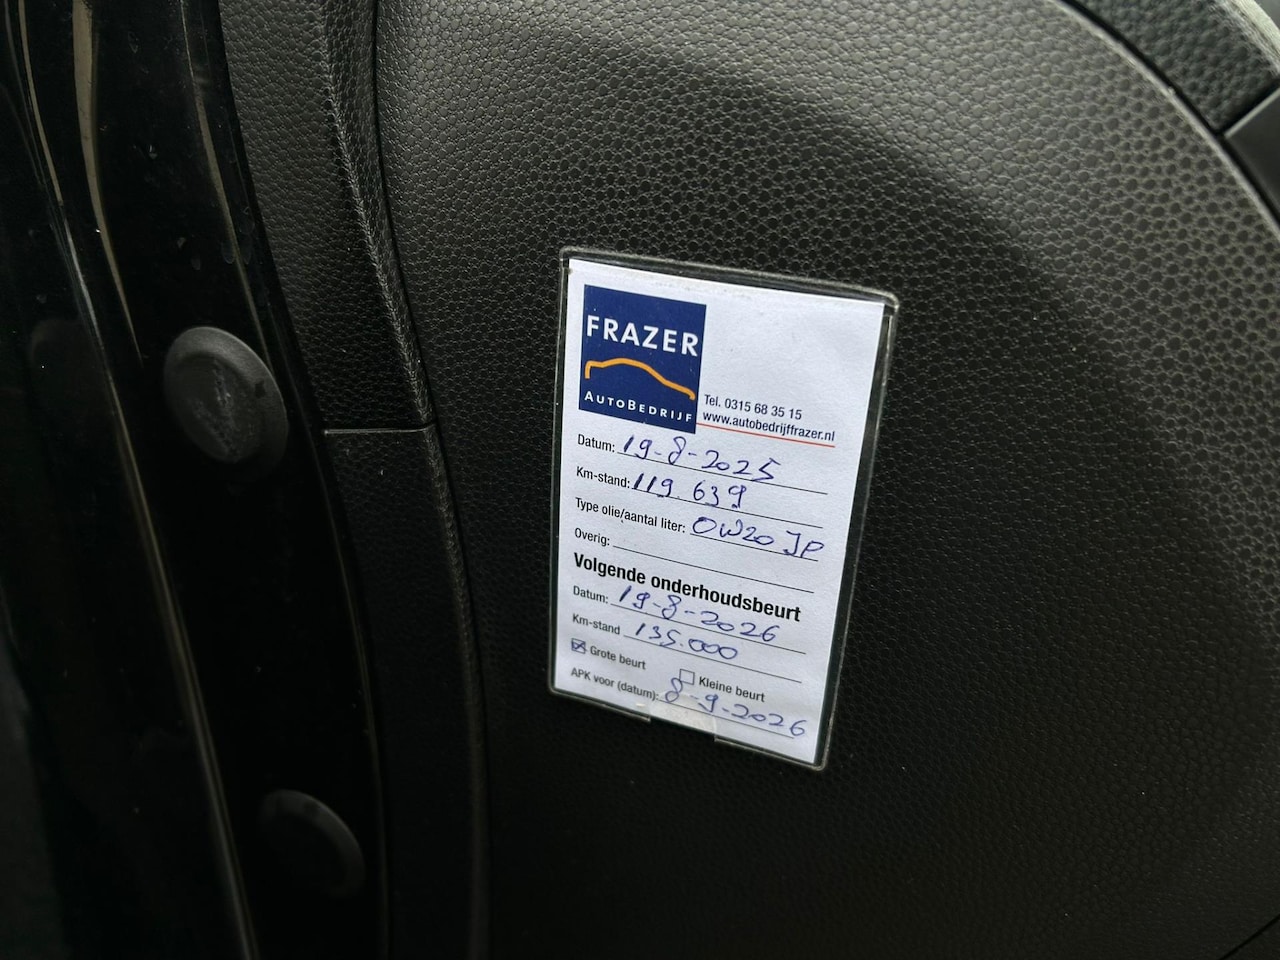 FRAZER
AUTOBEDRIJF
Tel. 0315 68 35 15
www.autobedrijffrazer.nl
Datum: 19-8-2025
Km-stand: 119.639
Type olie/aantal liter: 0W20 JP
Overig:
Volgende onderhoudsbeurt
Datum: 19-8-2026
Km-stand 135.000
Grote beurt Kleine beurt
APK voor (datum): 8-9-2026